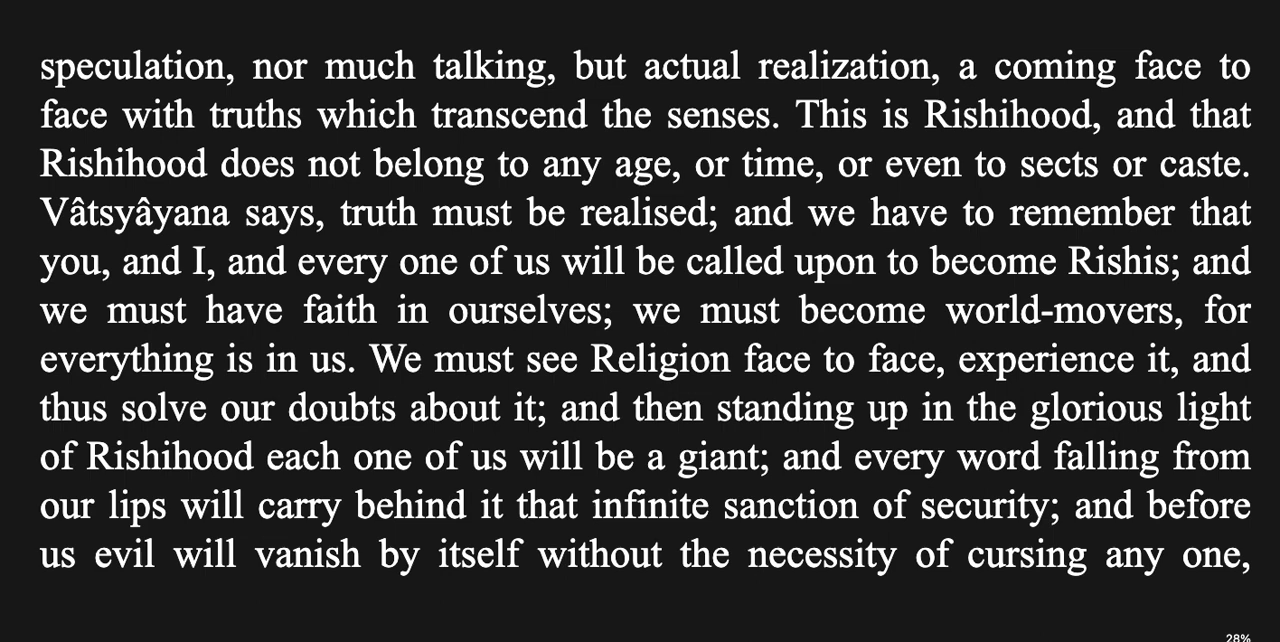 speculation, nor much talking, but actual realization, a coming face to
face with truths which transcend the senses. This is Rishihood, and that
Rishihood does not belong to any age, or time, or even to sects or caste.
Vâtsyâyana says, truth must be realised; and we have to remember that
you, and I, and every one of us will be called upon to become Rishis; and
we must have faith in ourselves; we must become world-movers, for
everything is in us. We must see Religion face to face, experience it, and
thus solve our doubts about it; and then standing up in the glorious light
of Rishihood each one of us will be a giant; and every word falling from
our lips will carry behind it that infinite sanction of security; and before
us evil will vanish by itself without the necessity of cursing any one,
28%